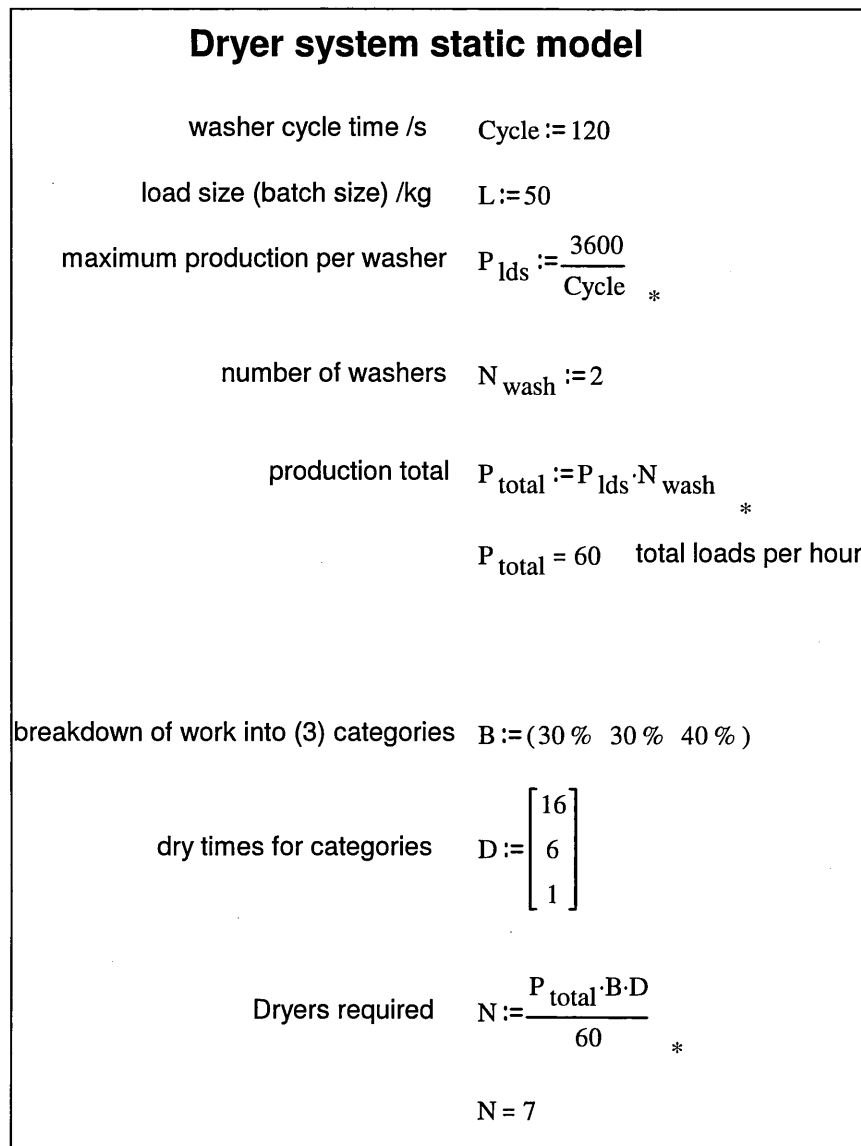 Dryer system static model
washer cycle time /s Cycle := 120
load size (batch size) /kg L := 50
maximum production per washer P lds := 3600 / Cycle *
number of washers N wash := 2
production total P total := P lds · N wash *
P total = 60 total loads per hour
breakdown of work into (3) categories B := ( 30 % 30 % 40 % )
dry times for categories D := [ 16
6
1 ]
Dryers required N := P total · B · D / 60 *
N = 7